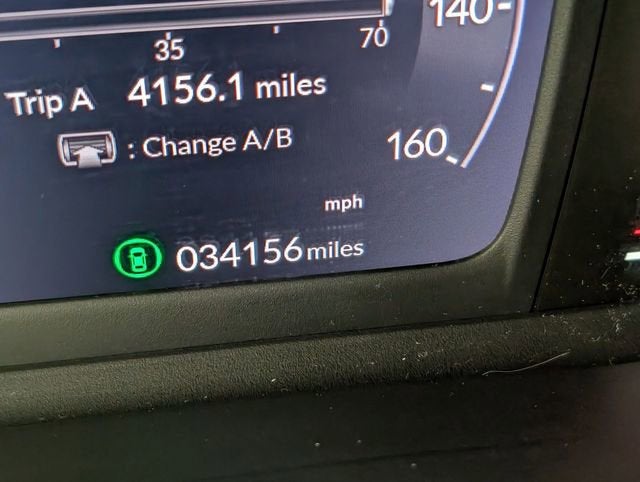 140
35 70
Trip A 4156.1 miles
: Change A/B
160
mph
034156 miles